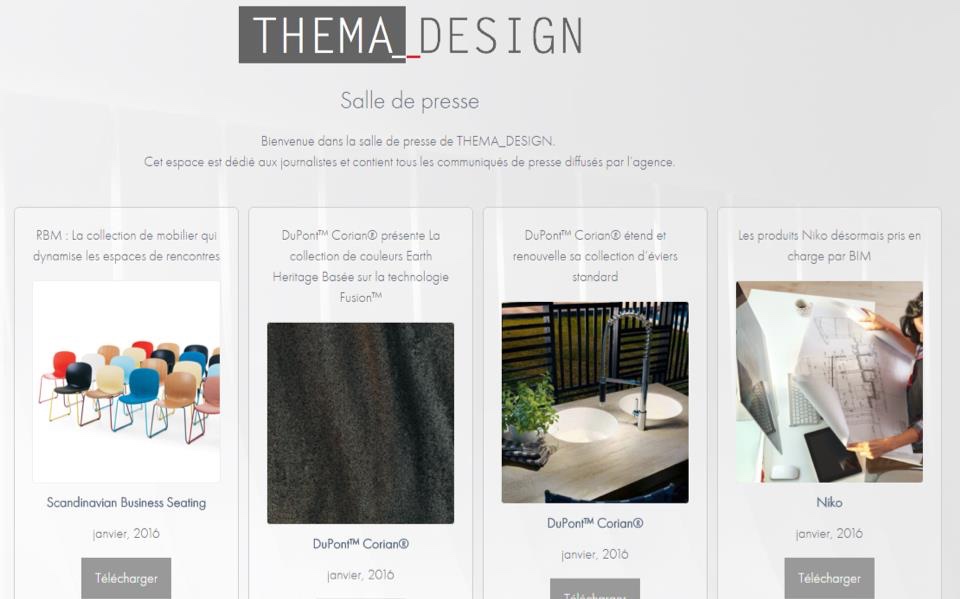 THEMA_DESIGN
Salle de presse
Bienvenue dans la salle de presse de THEMA_DESIGN.
Cet espace est dédié aux journalistes et contient tous les communiqués de presse diffusés par l'agence.
RBM : La collection de mobilier qui
dynamise les espaces de rencontres
Scandinavian Business Seating
janvier, 2016
Télécharger
DuPont™ Corian® présente La
collection de couleurs Earth
Heritage Basée sur la technologie
Fusion™
DuPont™ Corian®
janvier, 2016
DuPont™ Corian® étend et
renouvelle sa collection d'éviers
standard
DuPont™ Corian®
janvier, 2016
Télécharger
Les produits Niko désormais pris en
charge par BIM
Niko
janvier, 2016
Télécharger